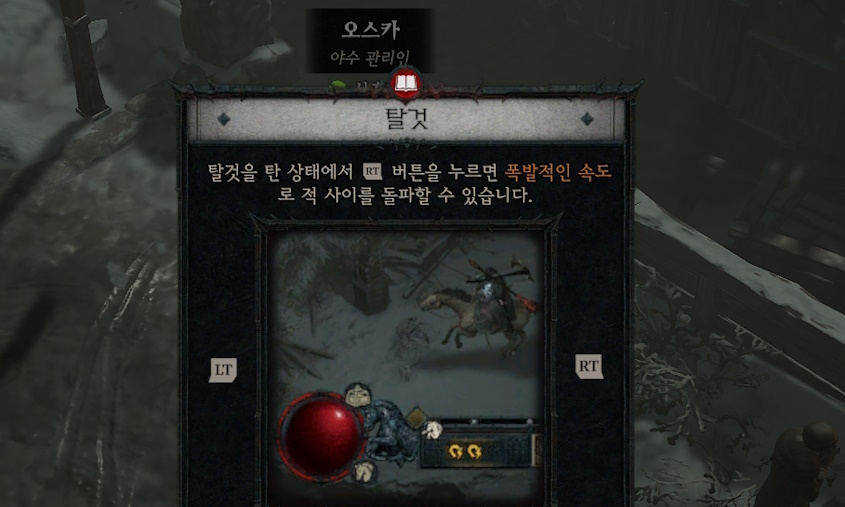 오스카
야수 관리인
탈것
탈것을 탄 상태에서 RT 버튼을 누르면 폭발적인 속도
로 적 사이를 돌파할 수 있습니다.
LT
RT